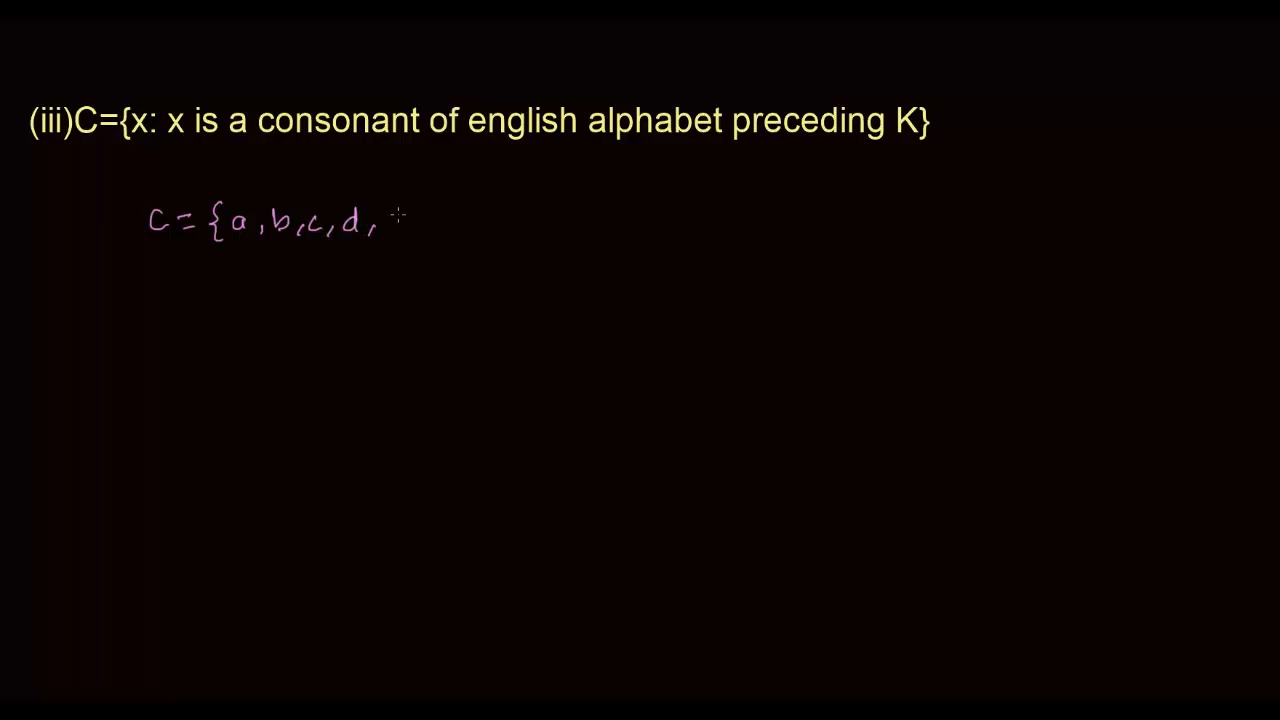 (iii)C={x: x is a consonant of english alphabet preceding K}
C = {a, b, c, d,